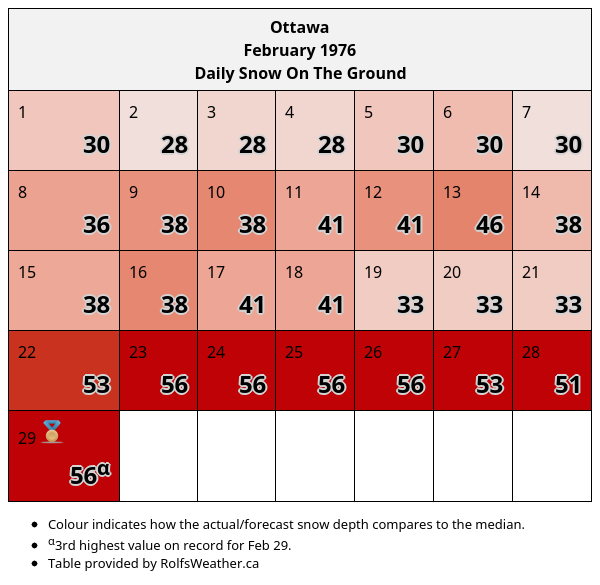 Ottawa
February 1976
Daily Snow On The Ground
1 2 3 4 5 6 7
30 28 28 28 30 30 30
8 9 10 11 12 13 14
36 38 38 41 41 46 38
15 16 17 18 19 20 21
38 38 41 41 33 33 33
22 23 24 25 26 27 28
53 56 56 56 56 53 51
29
56α
• Colour indicates how the actual/forecast snow depth compares to the median.
• α3rd highest value on record for Feb 29.
• Table provided by RolfsWeather.ca